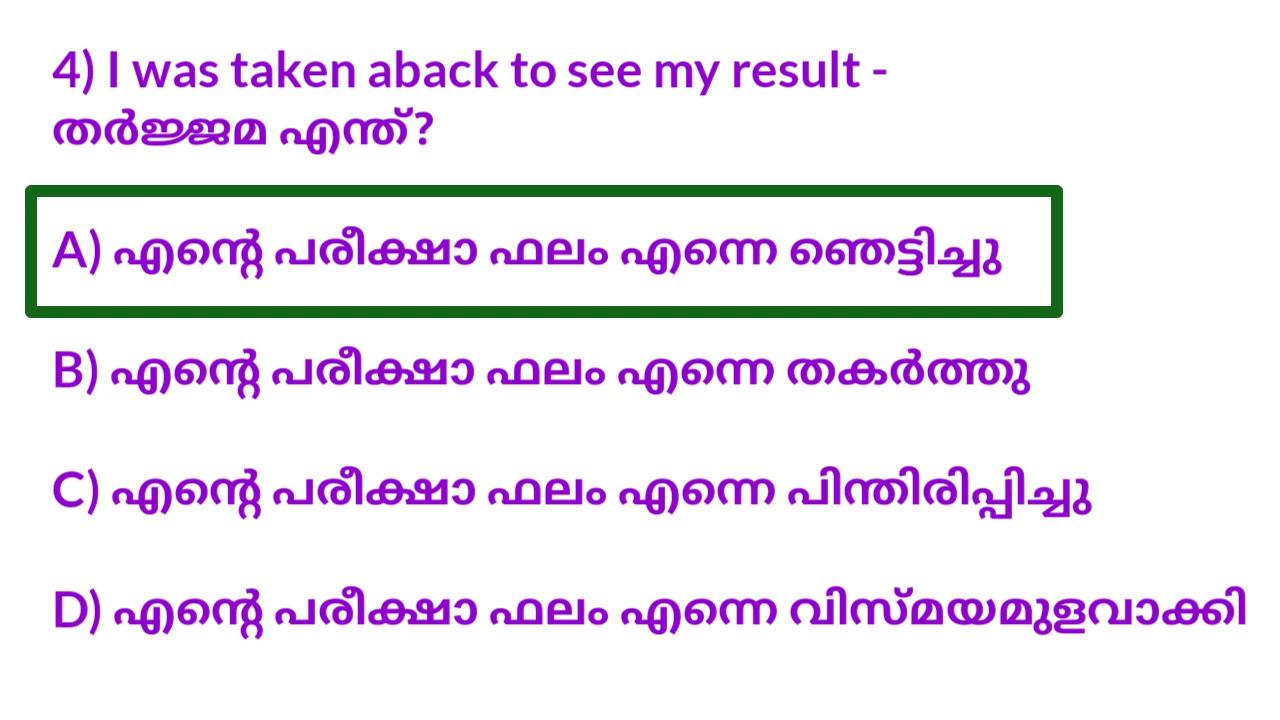 4) I was taken aback to see my result -
തർജ്ജമ എന്ത്?
A) എന്റെ പരീക്ഷാ ഫലം എന്നെ ഞെട്ടിച്ചു
B) എന്റെ പരീക്ഷാ ഫലം എന്നെ തകർത്തു
C) എന്റെ പരീക്ഷാ ഫലം എന്നെ പിന്തിരിപ്പിച്ചു
D) എന്റെ പരീക്ഷാ ഫലം എന്നെ വിസ്മയമുളവാക്കി